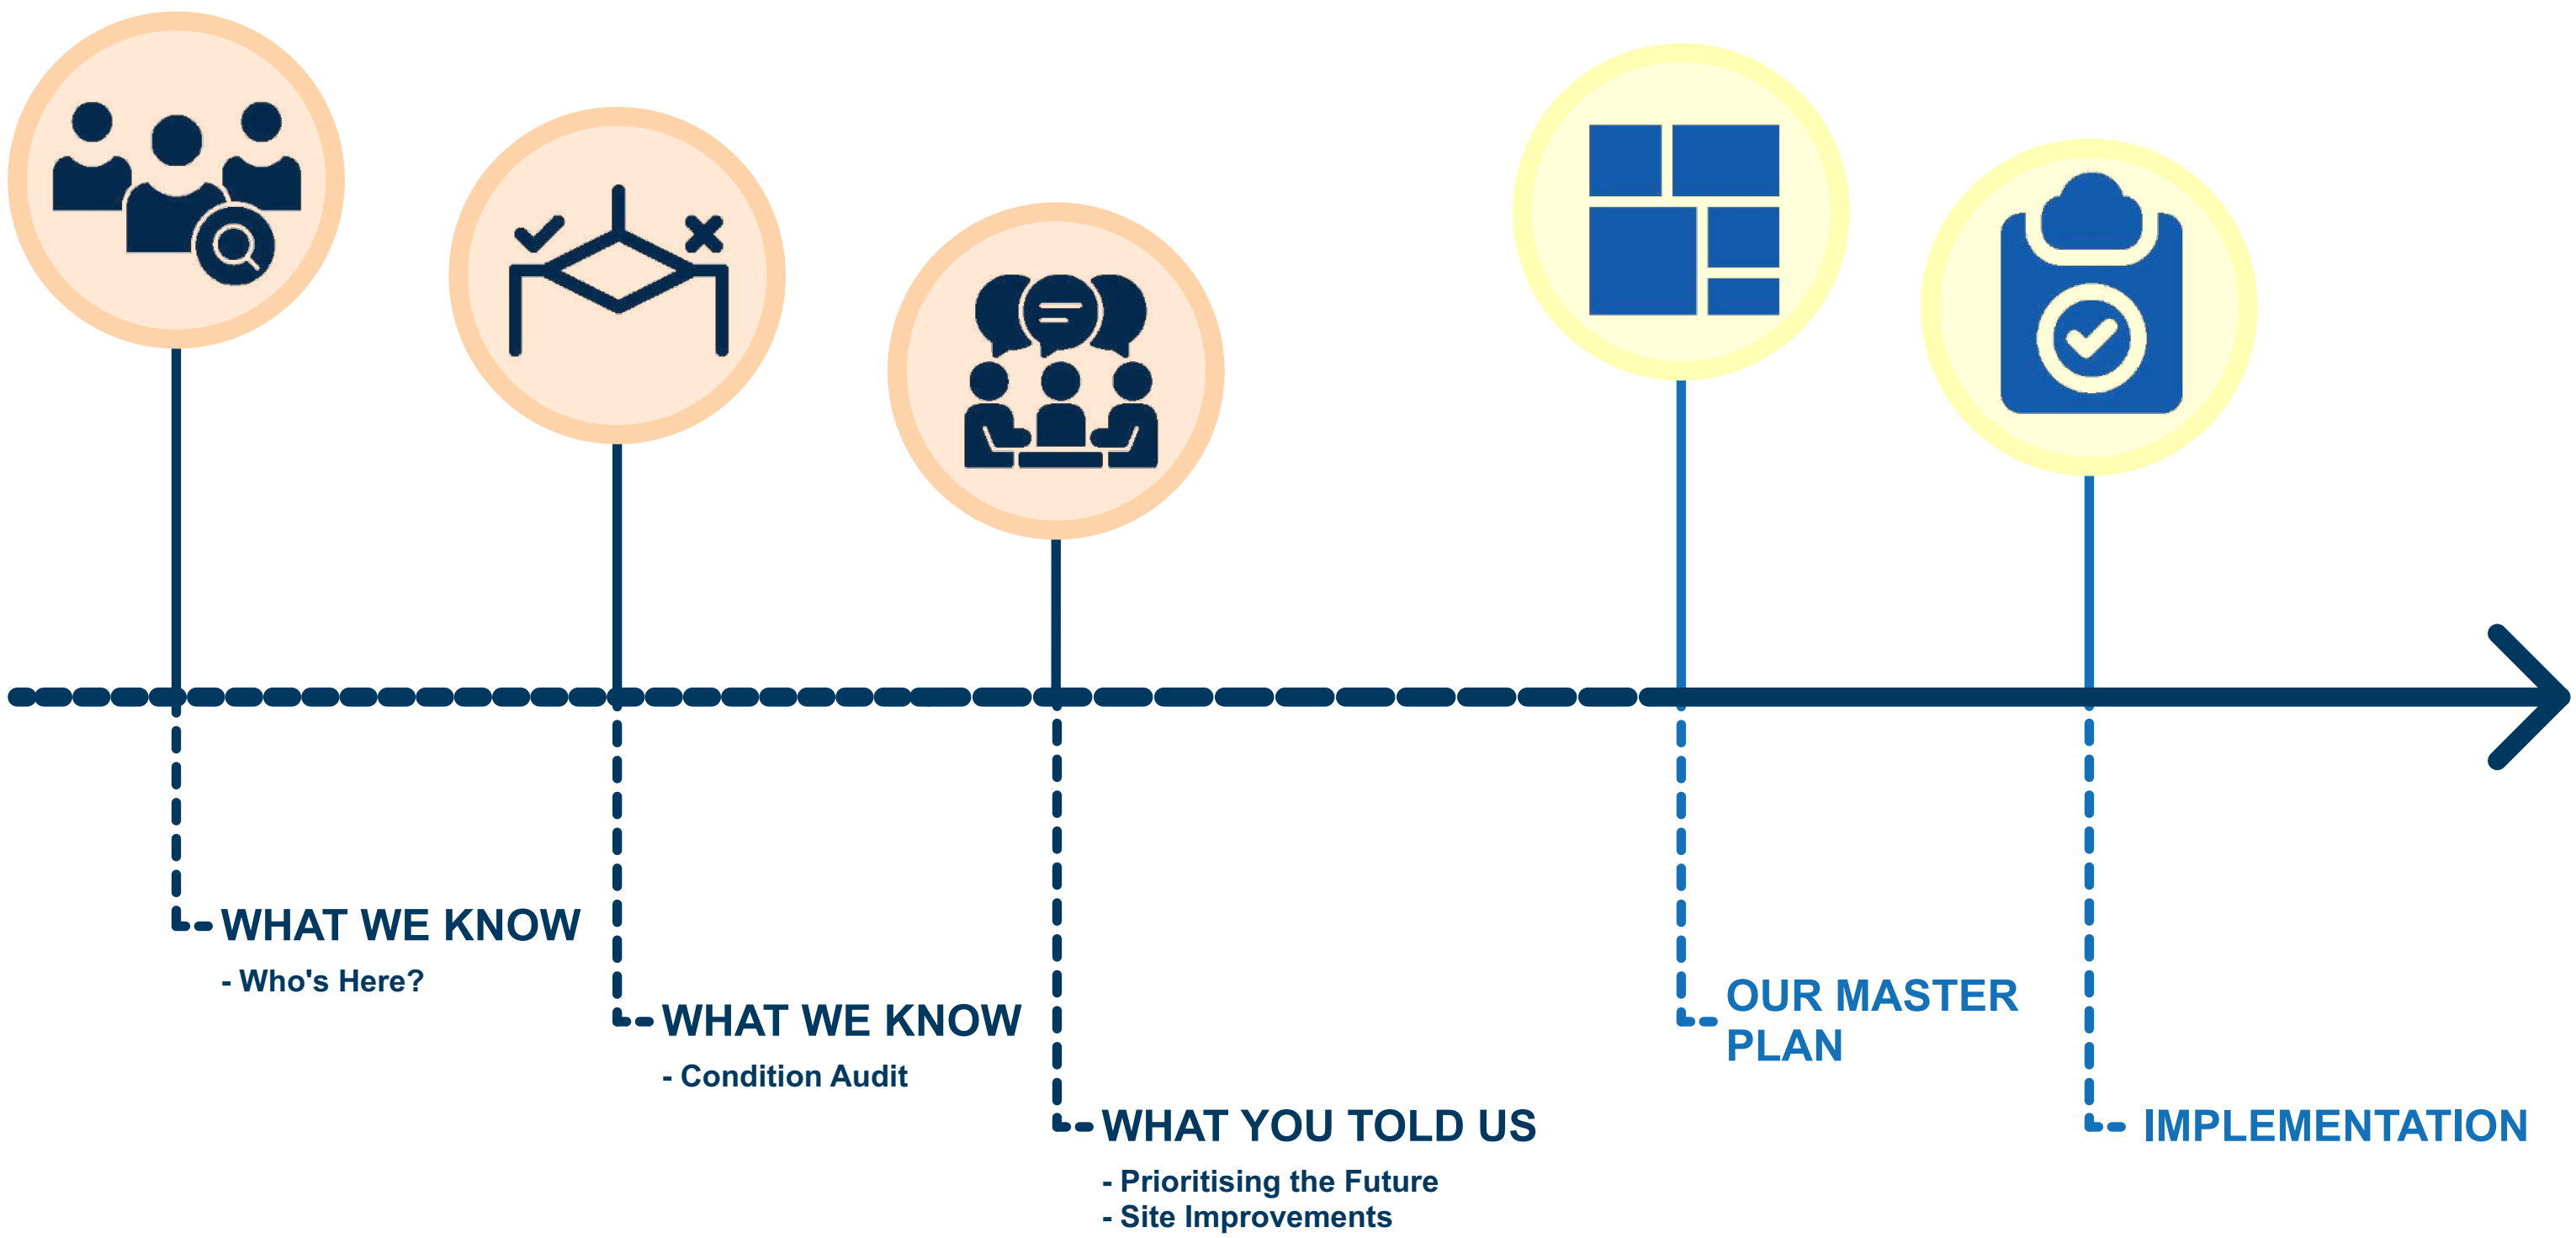 WHAT WE KNOW
- Who's Here?
WHAT WE KNOW
- Condition Audit
WHAT YOU TOLD US
- Prioritising the Future
- Site Improvements
OUR MASTER
PLAN
IMPLEMENTATION